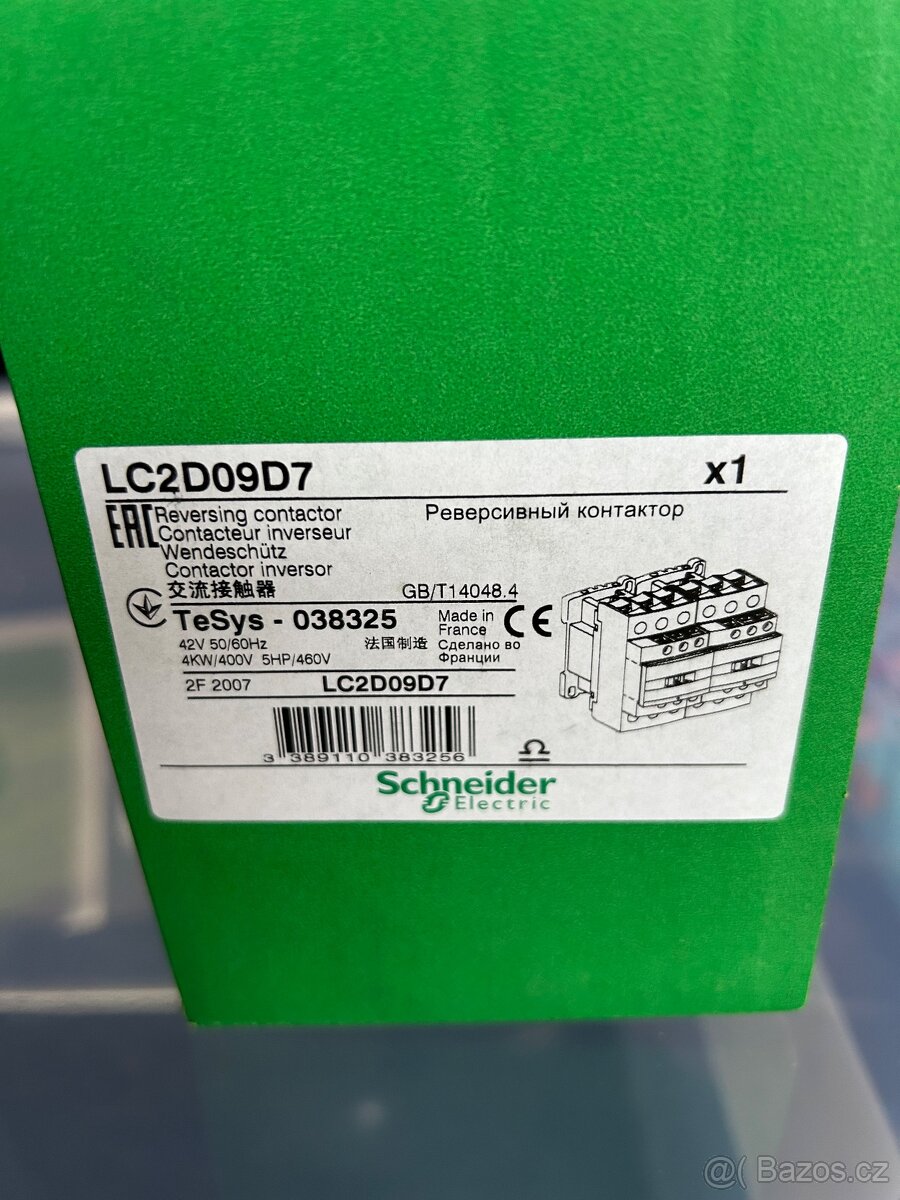 LC2D09D7 x1
EAC Reversing contactor Реверсивный контактор
Contacteur inverseur
Wendeschütz
Contactor inversor
交流接触器 GB/T14048.4
TeSys - 038325 Made in France CE
42V 50/60Hz 法国制造 Сделано во Франции
4KW/400V 5HP/460V
2F 2007 LC2D09D7
3 389110 383256
Schneider
Electric
@( Bazos.cz